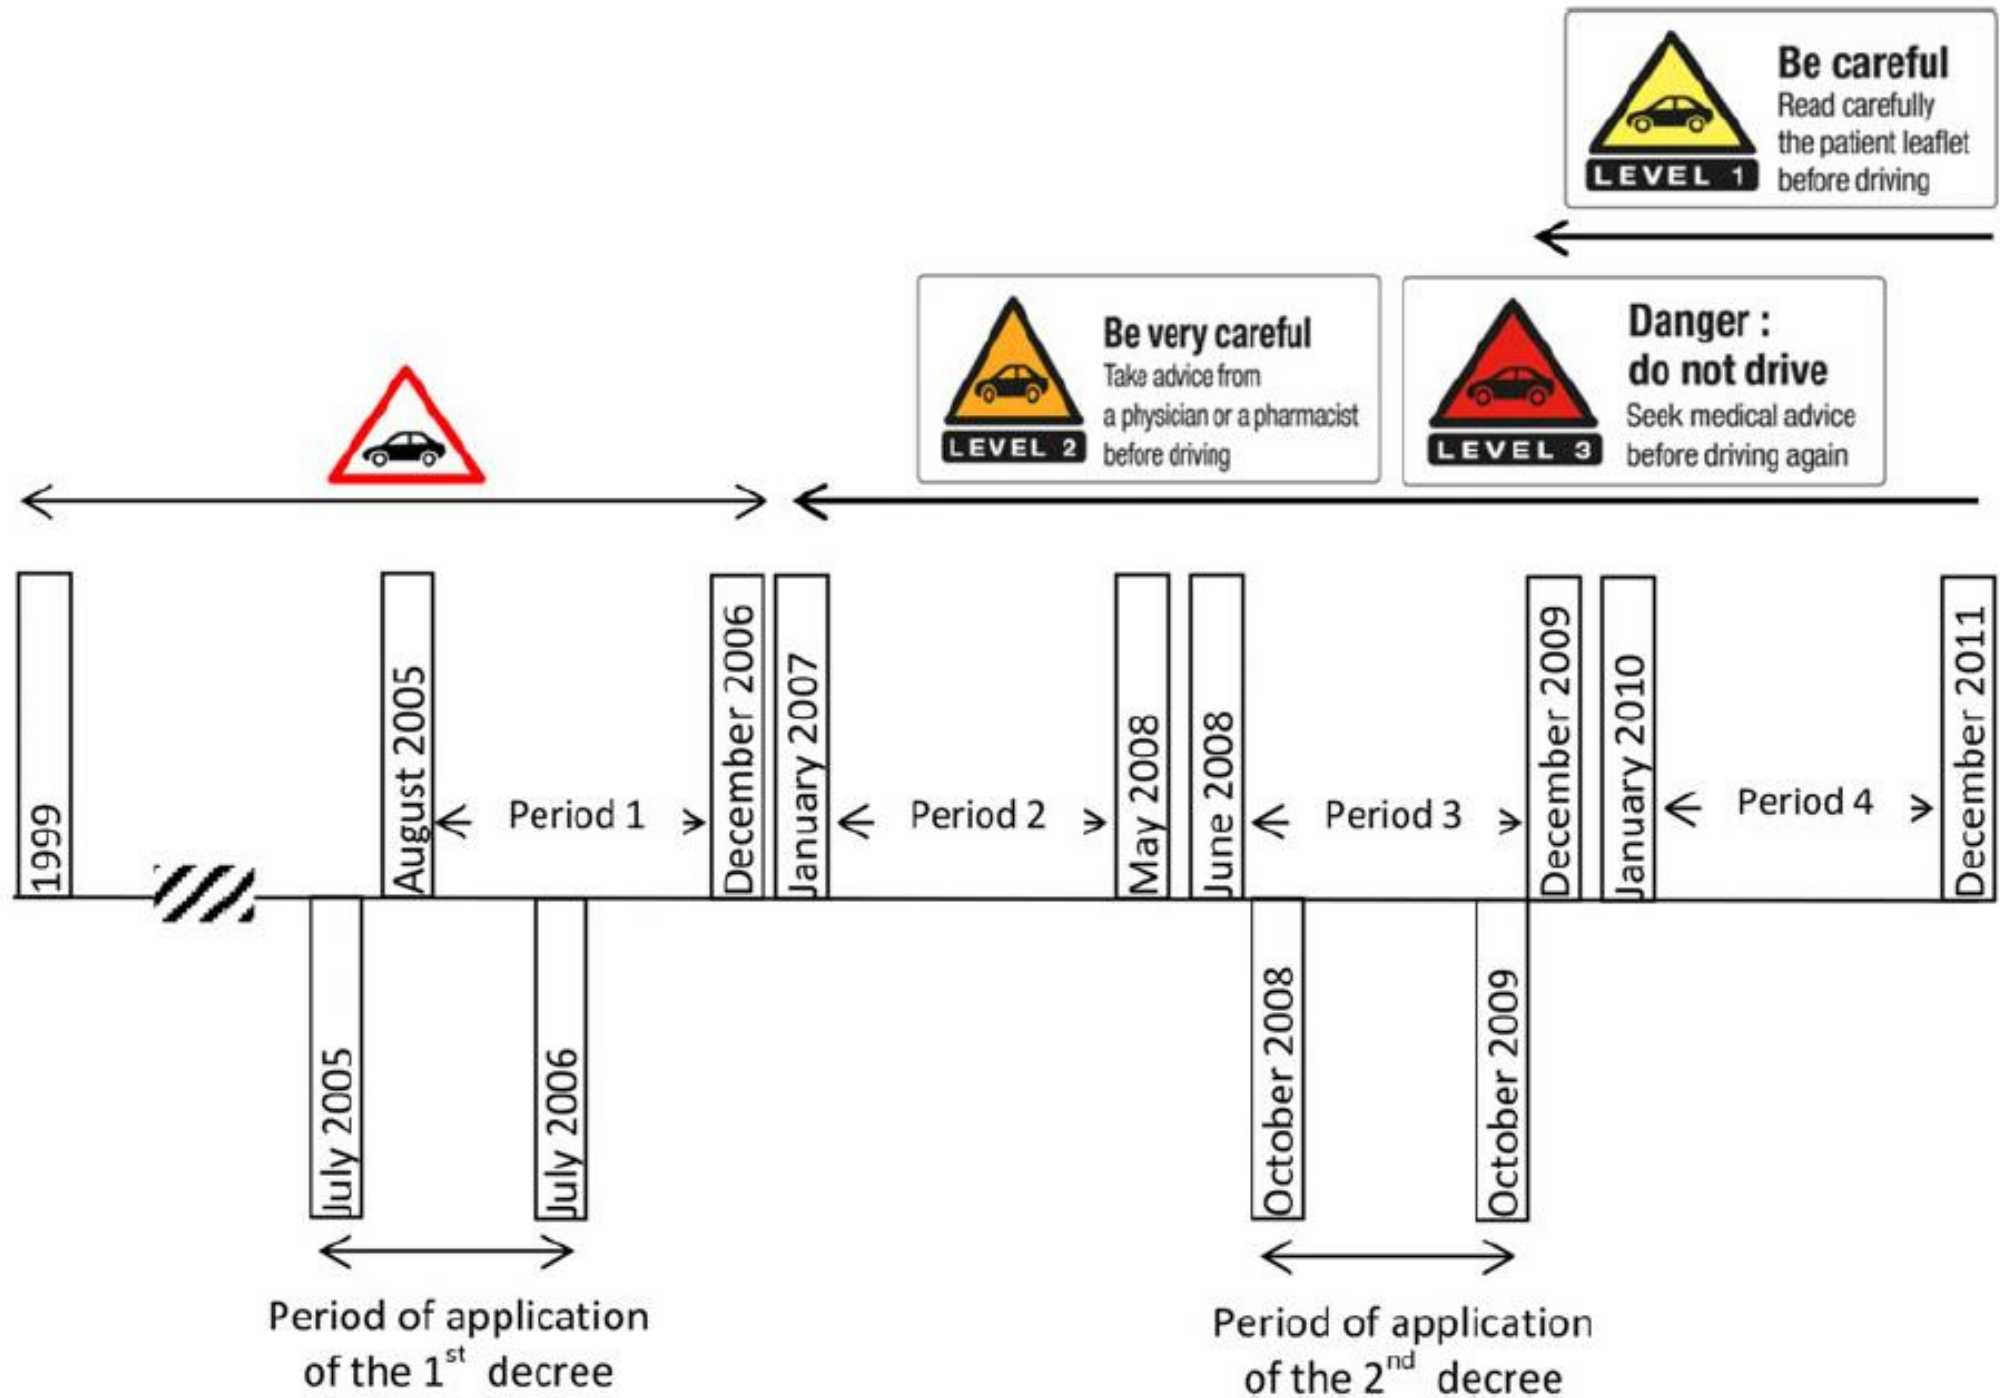 Be careful
Read carefully
the patient leaflet
before driving
LEVEL 1
Be very careful
Take advice from
a physician or a pharmacist
before driving
LEVEL 2
Danger :
do not drive
Seek medical advice
before driving again
LEVEL 3
1999
August 2005
Period 1
December 2006
January 2007
Period 2
May 2008
June 2008
Period 3
December 2009
January 2010
Period 4
December 2011
July 2005
July 2006
October 2008
October 2009
Period of application
of the 1st decree
Period of application
of the 2nd decree